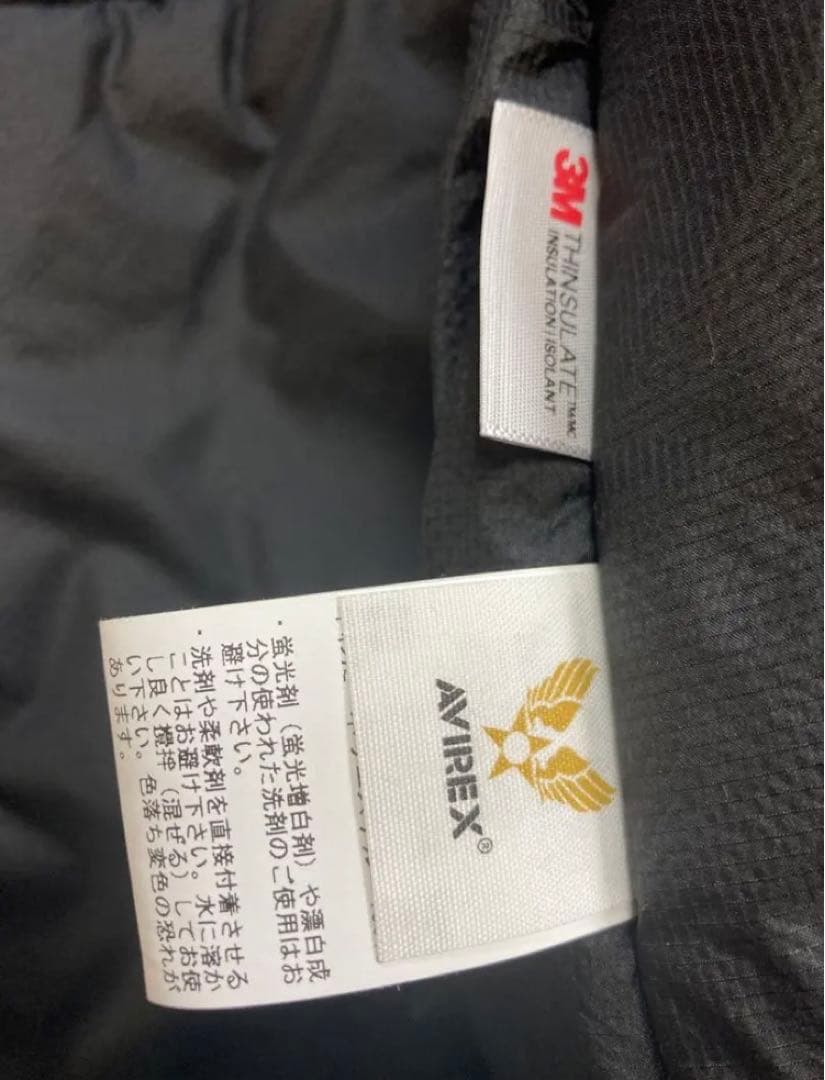 3M
THINSULATE™/MC
INSULATION | ISOLANT
AVIREX®
・蛍光剤（蛍光増白剤）や漂白成
分の使われた洗剤のご使用はお
避け下さい。
・洗剤や柔軟剤を直接付着させる
ことはお避け下さい。水に溶か
し良く攪拌（混ぜる）してお使
い下さい。色落ち変色の恐れが
あります。